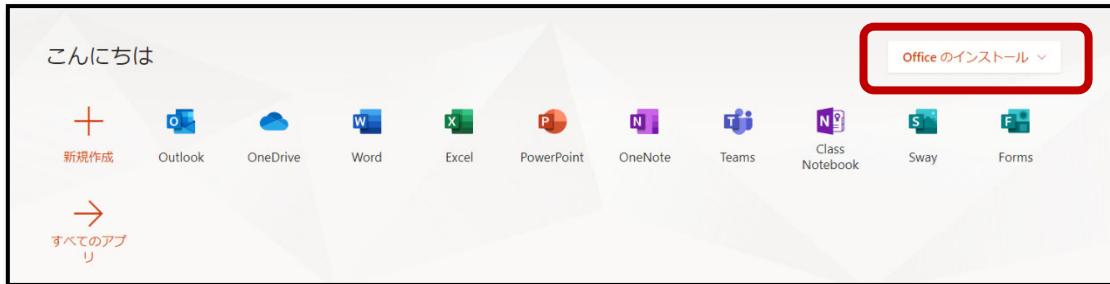 こんにちは
Office のインストール
新規作成
Outlook
OneDrive
Word
Excel
PowerPoint
OneNote
Teams
Class
Notebook
Sway
Forms
すべてのアプ
リ